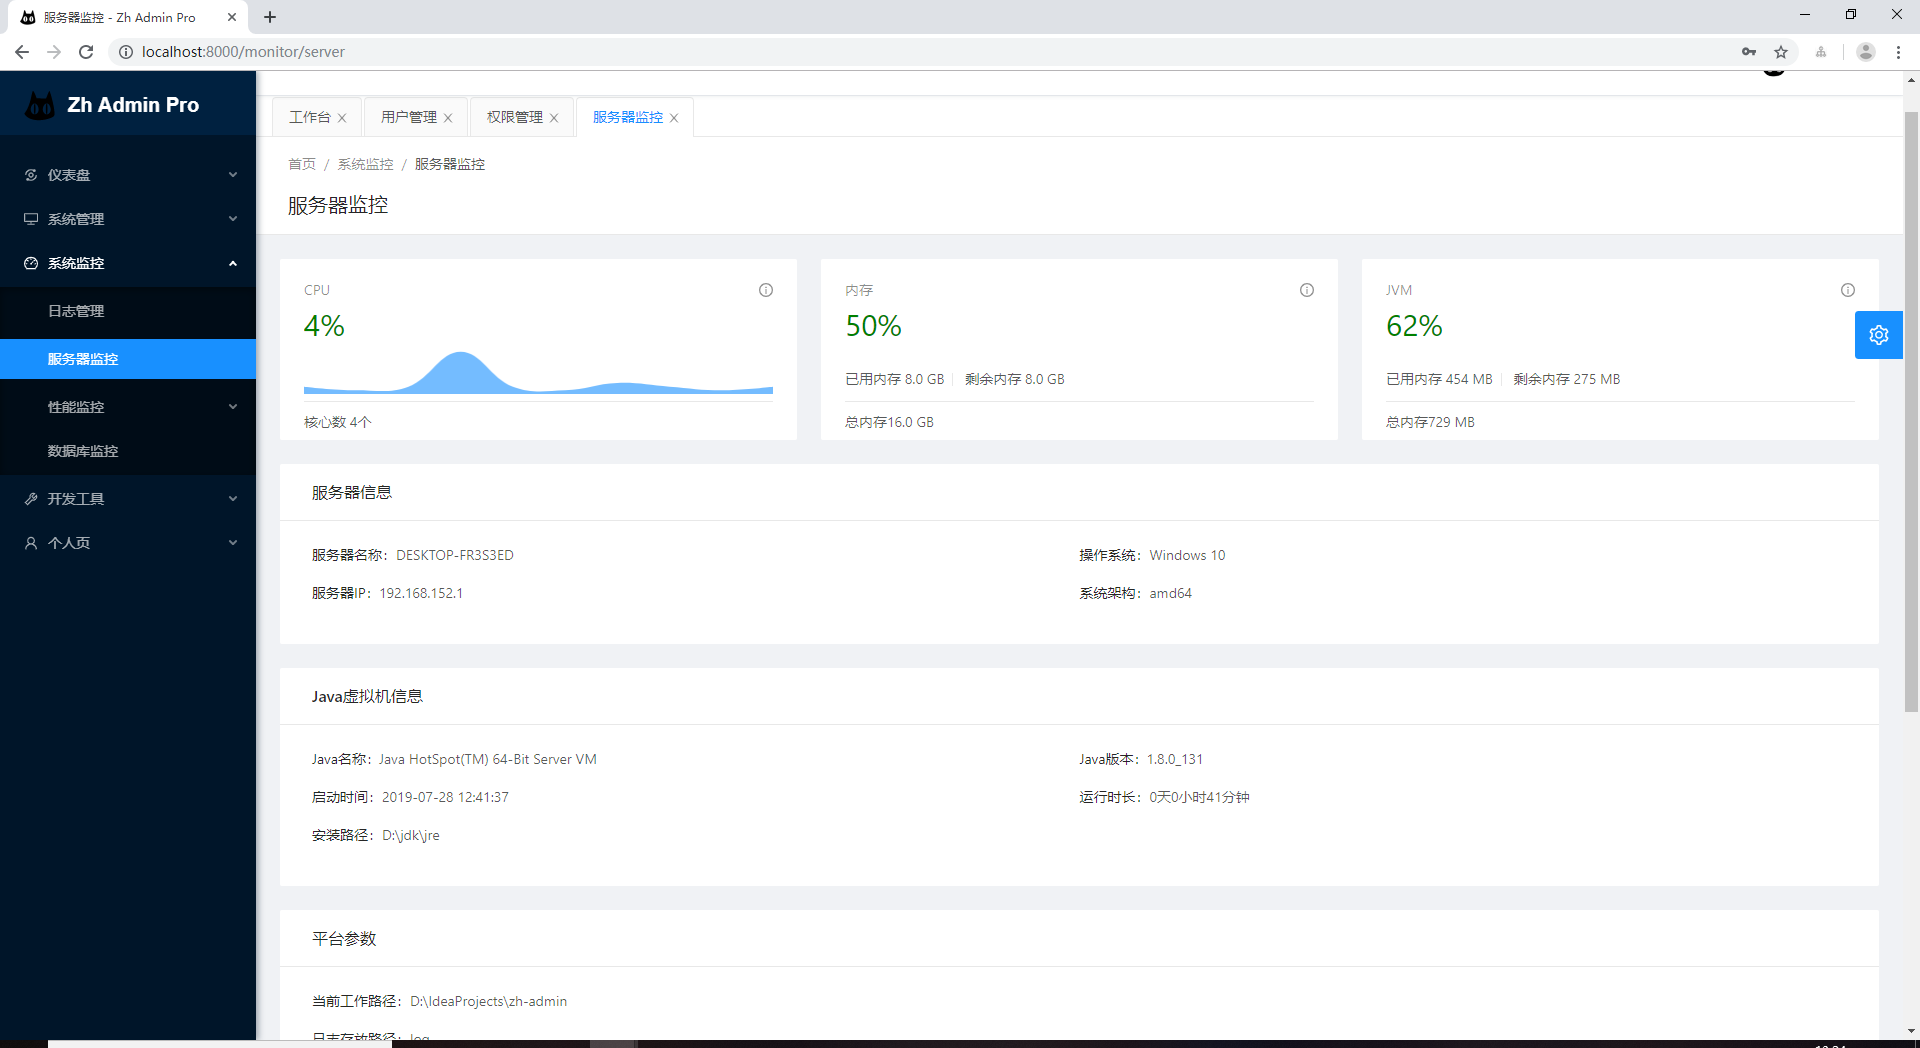 服务器监控 - Zh Admin Pro
localhost:8000/monitor/server
Zh Admin Pro
仪表盘
系统管理
系统监控
日志管理
服务器监控
性能监控
数据库监控
开发工具
个人页
工作台 用户管理 权限管理 服务器监控
首页 / 系统监控 / 服务器监控
服务器监控
CPU
4%
核心数 4个
内存
50%
已用内存 8.0 GB 剩余内存 8.0 GB
总内存16.0 GB
JVM
62%
已用内存 454 MB 剩余内存 275 MB
总内存729 MB
服务器信息
服务器名称: DESKTOP-FR3S3ED 操作系统: Windows 10
服务器IP: 192.168.152.1 系统架构: amd64
Java虚拟机信息
Java名称: Java HotSpot(TM) 64-Bit Server VM Java版本: 1.8.0_131
启动时间: 2019-07-28 12:41:37 运行时长: 0天0小时41分钟
安装路径: D:\jdk\jre
平台参数
当前工作路径: D:\IdeaProjects\zh-admin
日志存放路径: log